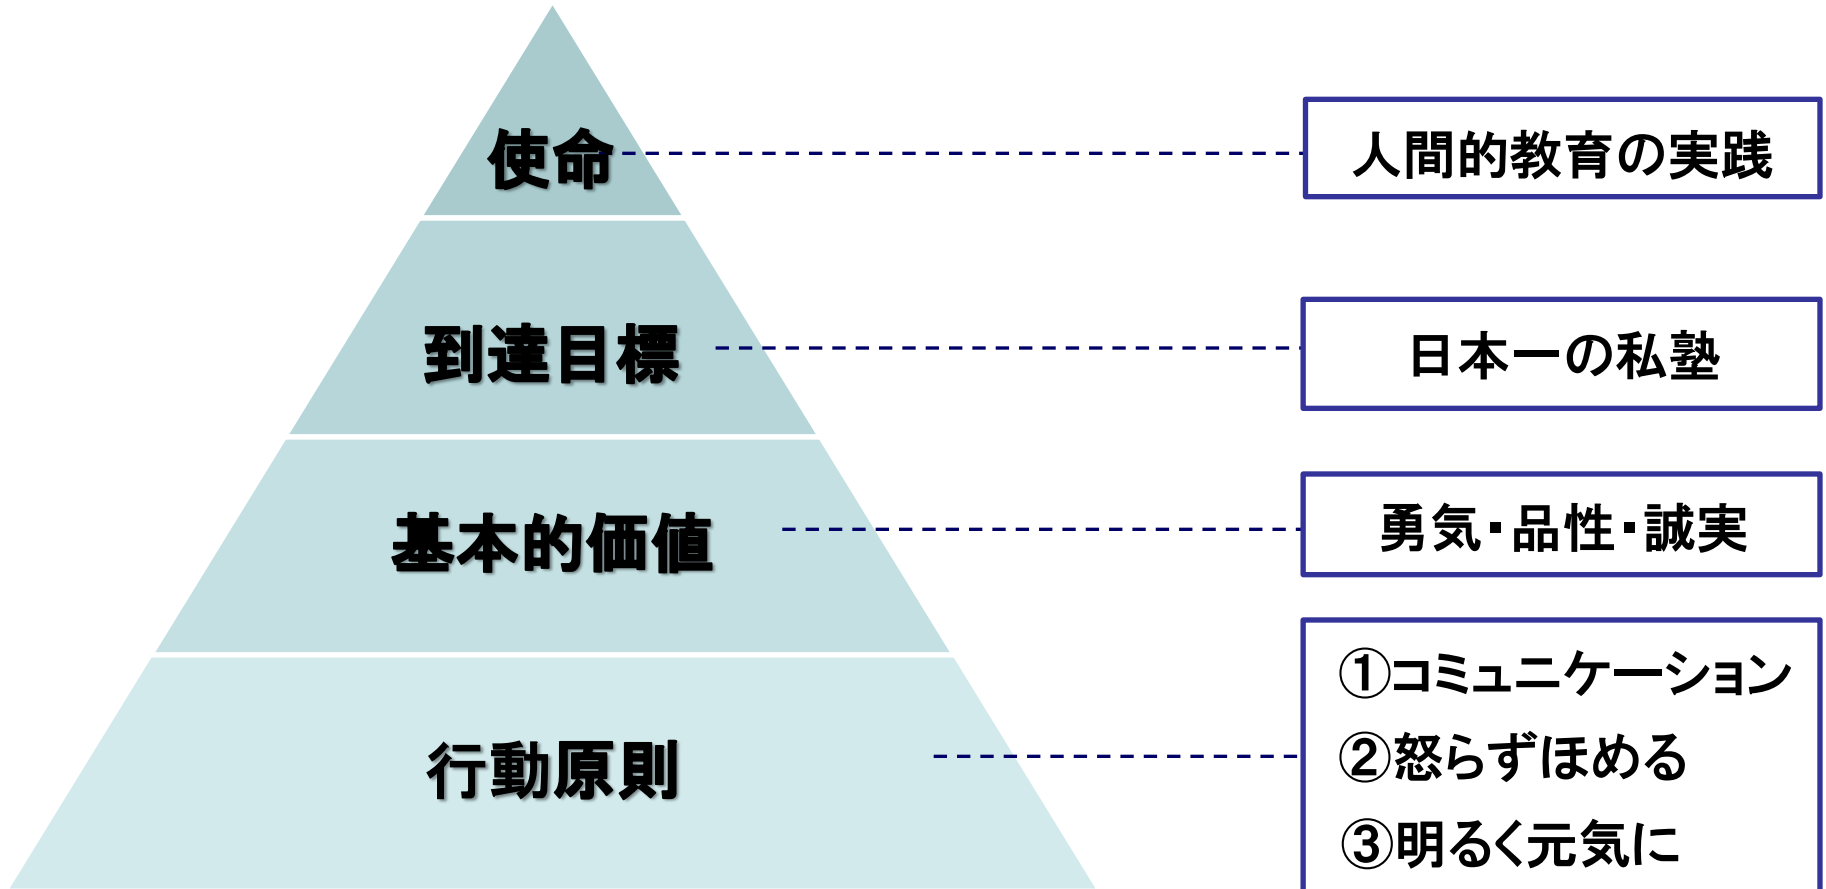 使命
人間的教育の実践
到達目標
日本一の私塾
基本的価値
勇気・品性・誠実
行動原則
①コミュニケーション
②怒らずほめる
③明るく元気に